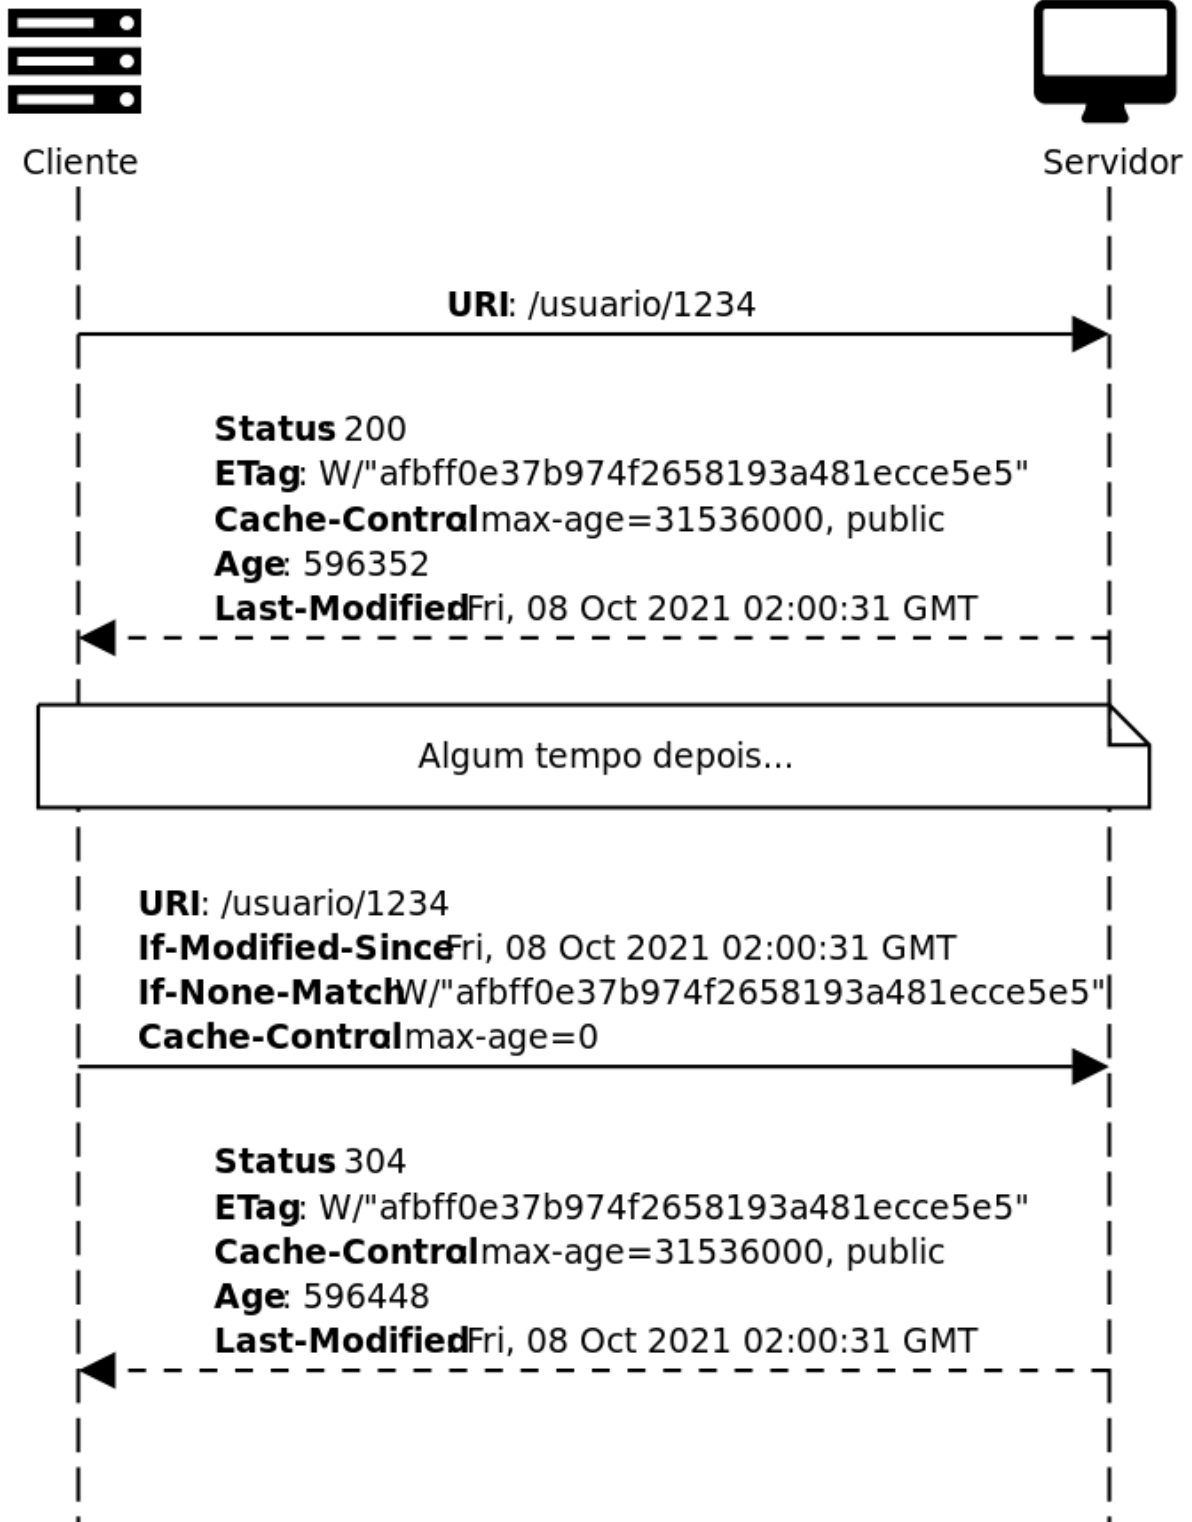 Cliente
Servidor
URI: /usuario/1234
Status: 200
ETag: W/"afbff0e37b974f2658193a481ecce5e5"
Cache-Control: max-age=31536000, public
Age: 596352
Last-Modified: Fri, 08 Oct 2021 02:00:31 GMT
Algum tempo depois...
URI: /usuario/1234
If-Modified-Since: Fri, 08 Oct 2021 02:00:31 GMT
If-None-Match: W/"afbff0e37b974f2658193a481ecce5e5"
Cache-Control: max-age=0
Status: 304
ETag: W/"afbff0e37b974f2658193a481ecce5e5"
Cache-Control: max-age=31536000, public
Age: 596448
Last-Modified: Fri, 08 Oct 2021 02:00:31 GMT